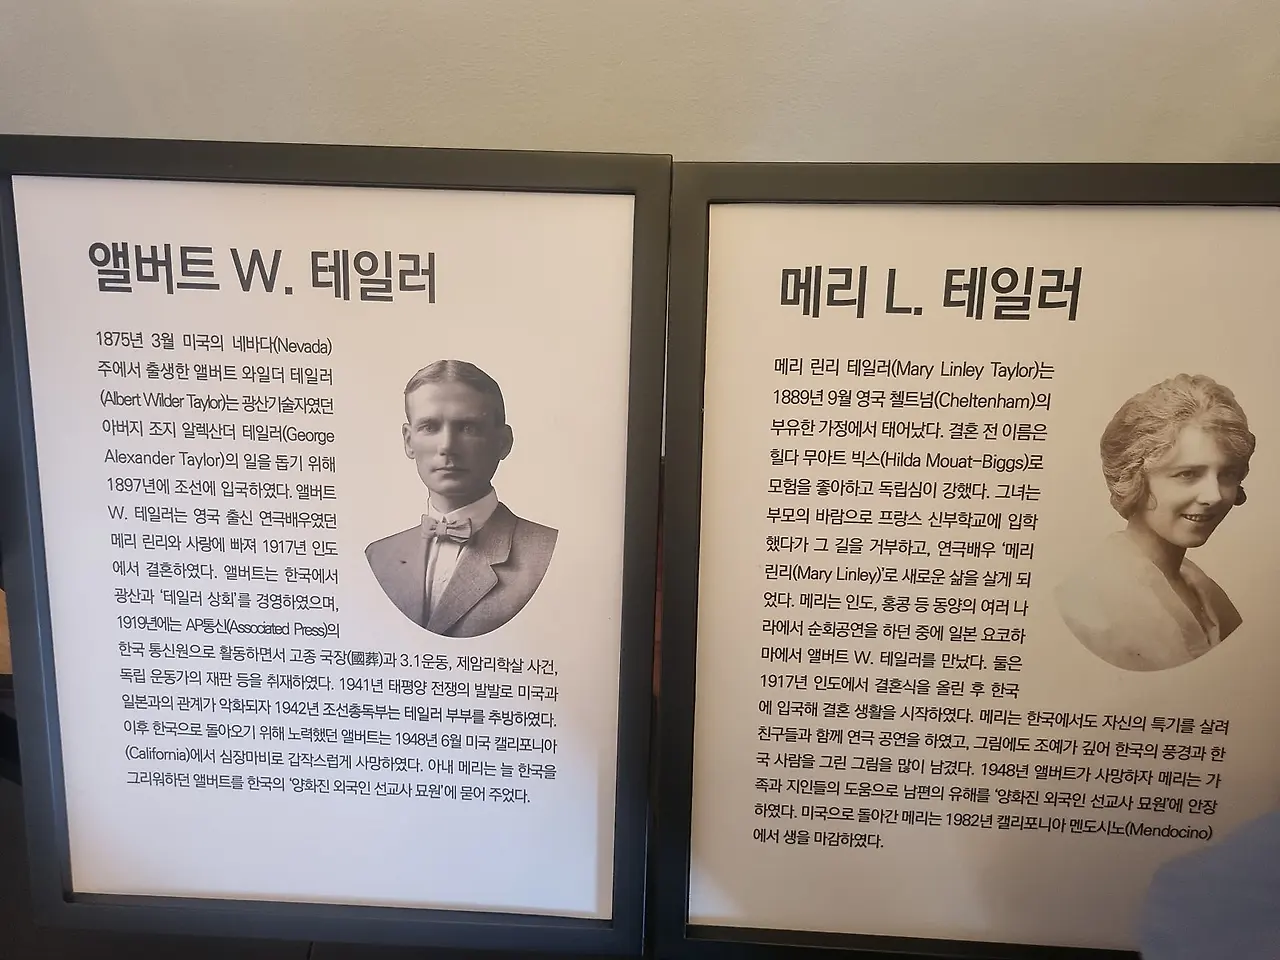 앨버트 W. 테일러
1875년 3월 미국의 네바다(Nevada)
주에서 출생한 앨버트 와일더 테일러
(Albert Wilder Taylor)는 광산기술자였던
아버지 조지 알렉산더 테일러(George
Alexander Taylor)의 일을 돕기 위해
1897년에 조선에 입국하였다. 앨버트
W. 테일러는 영국 출신 연극배우였던
메리 린리와 사랑에 빠져 1917년 인도
에서 결혼하였다. 앨버트는 한국에서
광산과 '테일러 상회'를 경영하였으며,
1919년에는 AP통신(Associated Press)의
한국 통신원으로 활동하면서 고종 국장(國葬)과 3.1운동, 제암리학살 사건,
독립 운동가의 재판 등을 취재하였다. 1941년 태평양 전쟁의 발발로 미국과
일본과의 관계가 악화되자 1942년 조선총독부는 테일러 부부를 추방하였다.
이후 한국으로 돌아오기 위해 노력했던 앨버트는 1948년 6월 미국 캘리포니아
(California)에서 심장마비로 갑작스럽게 사망하였다. 아내 메리는 늘 한국을
그리워하던 앨버트를 한국의 '양화진 외국인 선교사 묘원'에 묻어 주었다.
메리 L. 테일러
메리 린리 테일러(Mary Linley Taylor)는
1889년 9월 영국 첼트넘(Cheltenham)의
부유한 가정에서 태어났다. 결혼 전 이름은
힐다 무아트 빅스(Hilda Mouat-Biggs)로
모험을 좋아하고 독립심이 강했다. 그녀는
부모의 바람으로 프랑스 신부학교에 입학
했다가 그 길을 거부하고, 연극배우 '메리
린리(Mary Linley)'로 새로운 삶을 살게 되
었다. 메리는 인도, 홍콩 등 동양의 여러 나
라에서 순회공연을 하던 중에 일본 요코하
마에서 앨버트 W. 테일러를 만났다. 둘은
1917년 인도에서 결혼식을 올린 후 한국
에 입국해 결혼 생활을 시작하였다. 메리는 한국에서도 자신의 특기를 살려
친구들과 함께 연극 공연을 하였고, 그림에도 조예가 깊어 한국의 풍경과 한
국 사람을 그린 그림을 많이 남겼다. 1948년 앨버트가 사망하자 메리는 가
족과 지인들의 도움으로 남편의 유해를 '양화진 외국인 선교사 묘원'에 안장
하였다. 미국으로 돌아간 메리는 1982년 캘리포니아 멘도시노(Mendocino)
에서 생을 마감하였다.